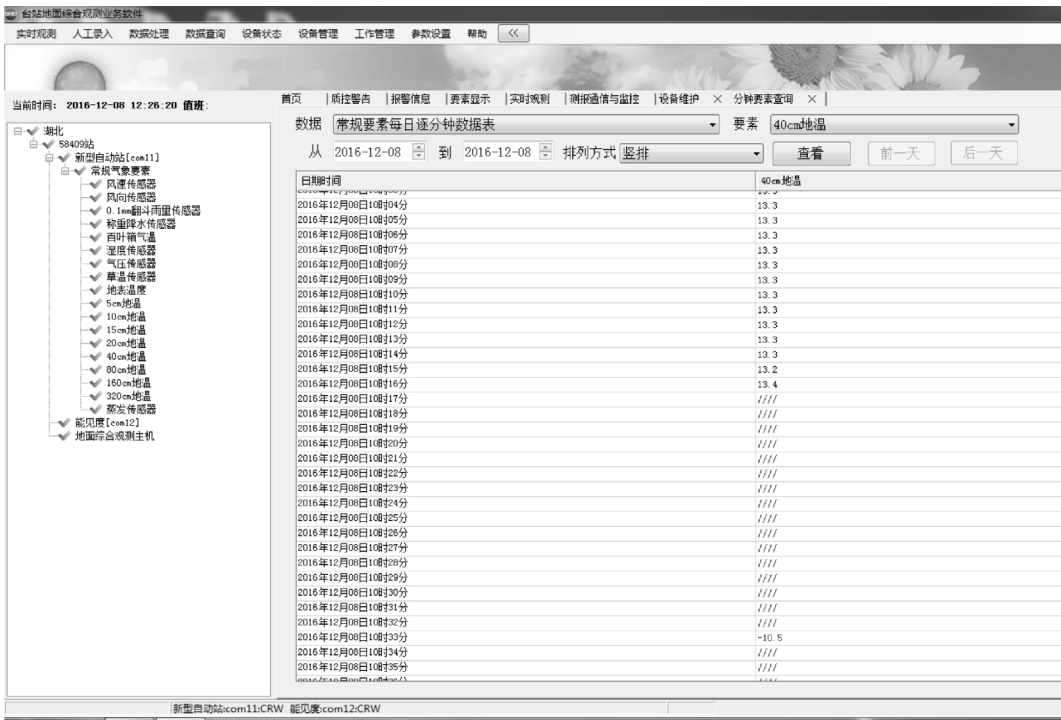 台站地面综合观测业务软件
实时观测 人工录入 数据处理 数据查询 设备状态 设备管理 工作管理 参数设置 帮助 <<
当前时间: 2016-12-08 12:26:20 值班:
首页 质控警告 报警信息 要素显示 实时观测 测报通信与监控 设备维护 × 分钟要素查询 ×
湖北
58409站
新型自动站[com11]
常规气象要素
风速传感器
风向传感器
0.1mm翻斗雨量传感器
称重降水传感器
百叶箱气温
湿度传感器
气压传感器
草温传感器
地表温度
5cm地温
10cm地温
15cm地温
20cm地温
40cm地温
80cm地温
160cm地温
320cm地温
蒸发传感器
能见度[com12]
地面综合观测主机
数据 常规要素每日逐分钟数据表 要素 40cm地温
从 2016-12-08 到 2016-12-08 排列方式 竖排 查看 前一天 后一天
日期时间 40cm地温
2016年12月08日10时04分 13.3
2016年12月08日10时05分 13.3
2016年12月08日10时06分 13.3
2016年12月08日10时07分 13.3
2016年12月08日10时08分 13.3
2016年12月08日10时09分 13.3
2016年12月08日10时10分 13.3
2016年12月08日10时11分 13.3
2016年12月08日10时12分 13.3
2016年12月08日10时13分 13.3
2016年12月08日10时14分 13.3
2016年12月08日10时15分 13.2
2016年12月08日10时16分 13.4
2016年12月08日10时17分 ////
2016年12月08日10时18分 ////
2016年12月08日10时19分 ////
2016年12月08日10时20分 ////
2016年12月08日10时21分 ////
2016年12月08日10时22分 ////
2016年12月08日10时23分 ////
2016年12月08日10时24分 ////
2016年12月08日10时25分 ////
2016年12月08日10时26分 ////
2016年12月08日10时27分 ////
2016年12月08日10时28分 ////
2016年12月08日10时29分 ////
2016年12月08日10时30分 ////
2016年12月08日10时31分 ////
2016年12月08日10时32分 ////
2016年12月08日10时33分 -10.5
2016年12月08日10时34分 ////
2016年12月08日10时35分 ////
新型自动站:com11:CRW 能见度:com12:CRW